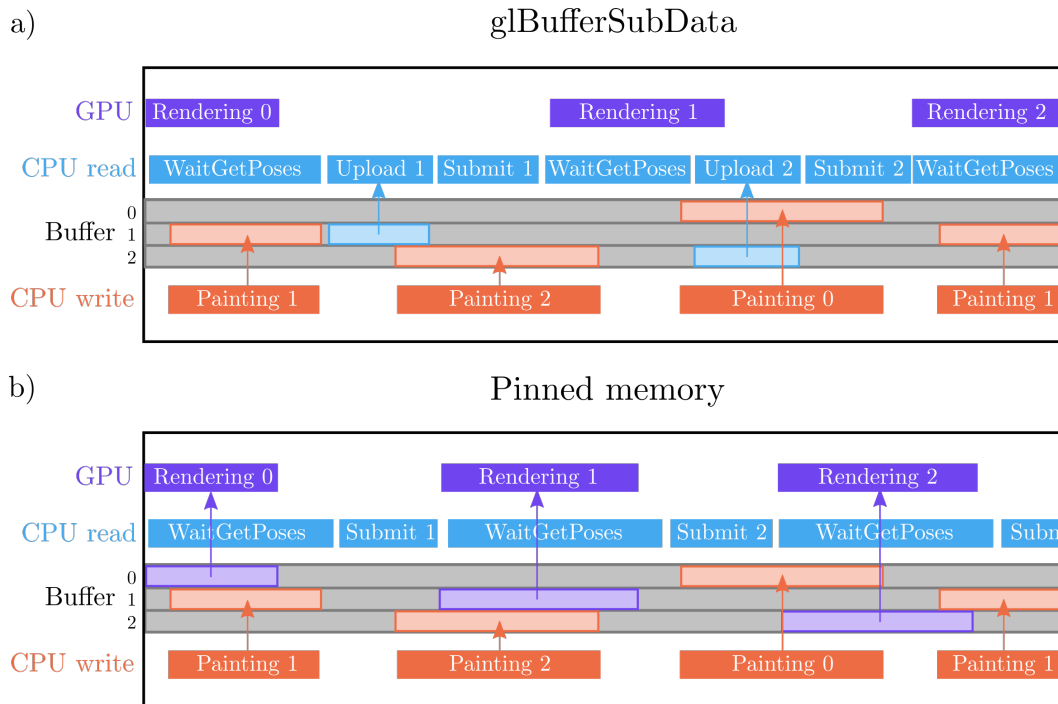 a)
glBufferSubData
GPU Rendering 0 Rendering 1 Rendering 2
CPU read WaitGetPoses Upload 1 Submit 1 WaitGetPoses Upload 2 Submit 2 WaitGetPoses
0
Buffer 1
2
CPU write Painting 1 Painting 2 Painting 0 Painting 1
b)
Pinned memory
GPU Rendering 0 Rendering 1 Rendering 2
CPU read WaitGetPoses Submit 1 WaitGetPoses Submit 2 WaitGetPoses Subm
0
Buffer 1
2
CPU write Painting 1 Painting 2 Painting 0 Painting 1